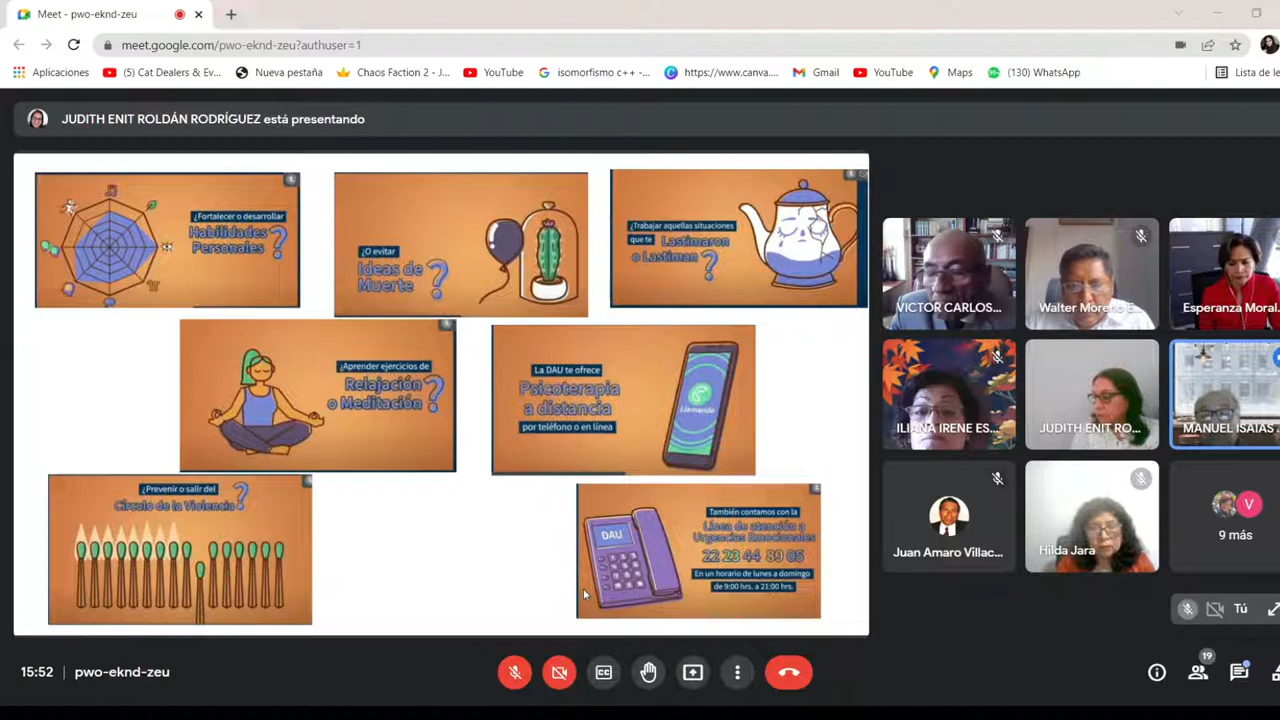 Meet - pwo-eknd-zeu
meet.google.com/pwo-eknd-zeu?authuser=1
Aplicaciones
(5) Cat Dealers & Ev...
Nueva pestaña
Chaos Faction 2 - J...
YouTube
isomorfismo c++ -...
https://www.canva....
Gmail
YouTube
Maps
(130) WhatsApp
Lista de le
JUDITH ENIT ROLDÁN RODRÍGUEZ está presentando
¿Fortalecer o desarrollar
Habilidades
Personales ?
¿O evitar
Ideas de
Muerte ?
¿Trabajar aquellas situaciones
que te Lastimaron
o Lastiman ?
¿Aprender ejercicios de
Relajación
o Meditación ?
La DAU te ofrece
Psicoterapia
a distancia
por teléfono o en línea
Llamando
¿Prevenir o salir del
Círculo de la Violencia ?
DAU
También contamos con la
Línea de atención a
Urgencias Emocionales
22 23 44 89 05
En un horario de lunes a domingo
de 9:00 hrs. a 21:00 hrs.
VICTOR CARLOS...
Walter Moreno E...
Esperanza Moral...
ILIANA IRENE ES...
JUDITH ENIT RO...
MANUEL ISAIAS
Juan Amaro Villac...
Hilda Jara
V
9 más
Tú
15:52 | pwo-eknd-zeu
CC
19